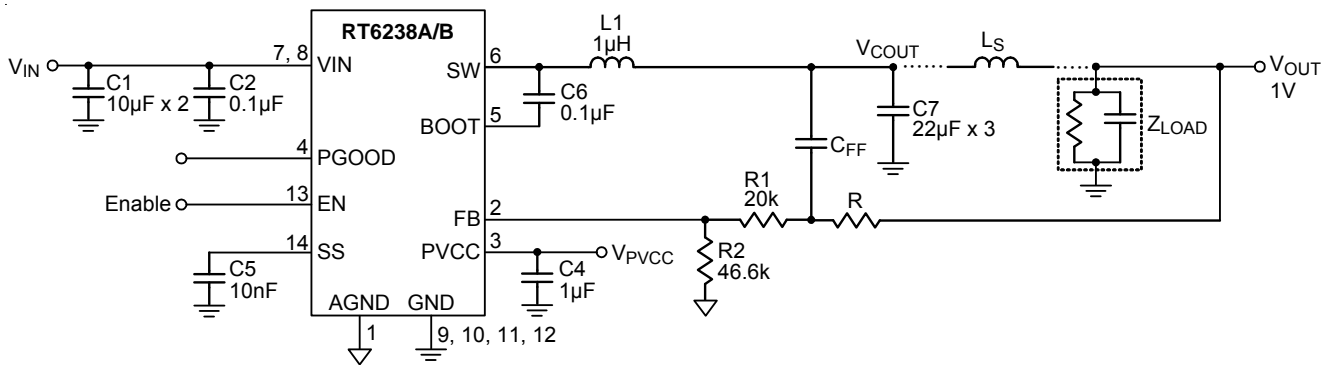 RT6238A/B
L1
1µH
V_IN
7, 8
VIN
SW
6
V_COUT
L_S
V_OUT
1V
C1
10µF x 2
C2
0.1µF
C6
0.1µF
C7
22µF x 3
BOOT
5
C_FF
Z_LOAD
4
PGOOD
Enable
13
EN
FB
2
R1
20k
R
14
SS
PVCC
3
V_PVCC
R2
46.6k
C5
10nF
C4
1µF
AGND
GND
1
9, 10, 11, 12